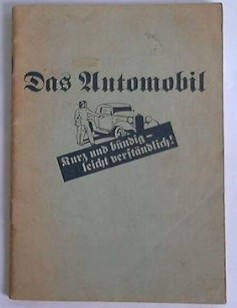 Das Automobil
Kurz und bündig –
leicht verständlich!